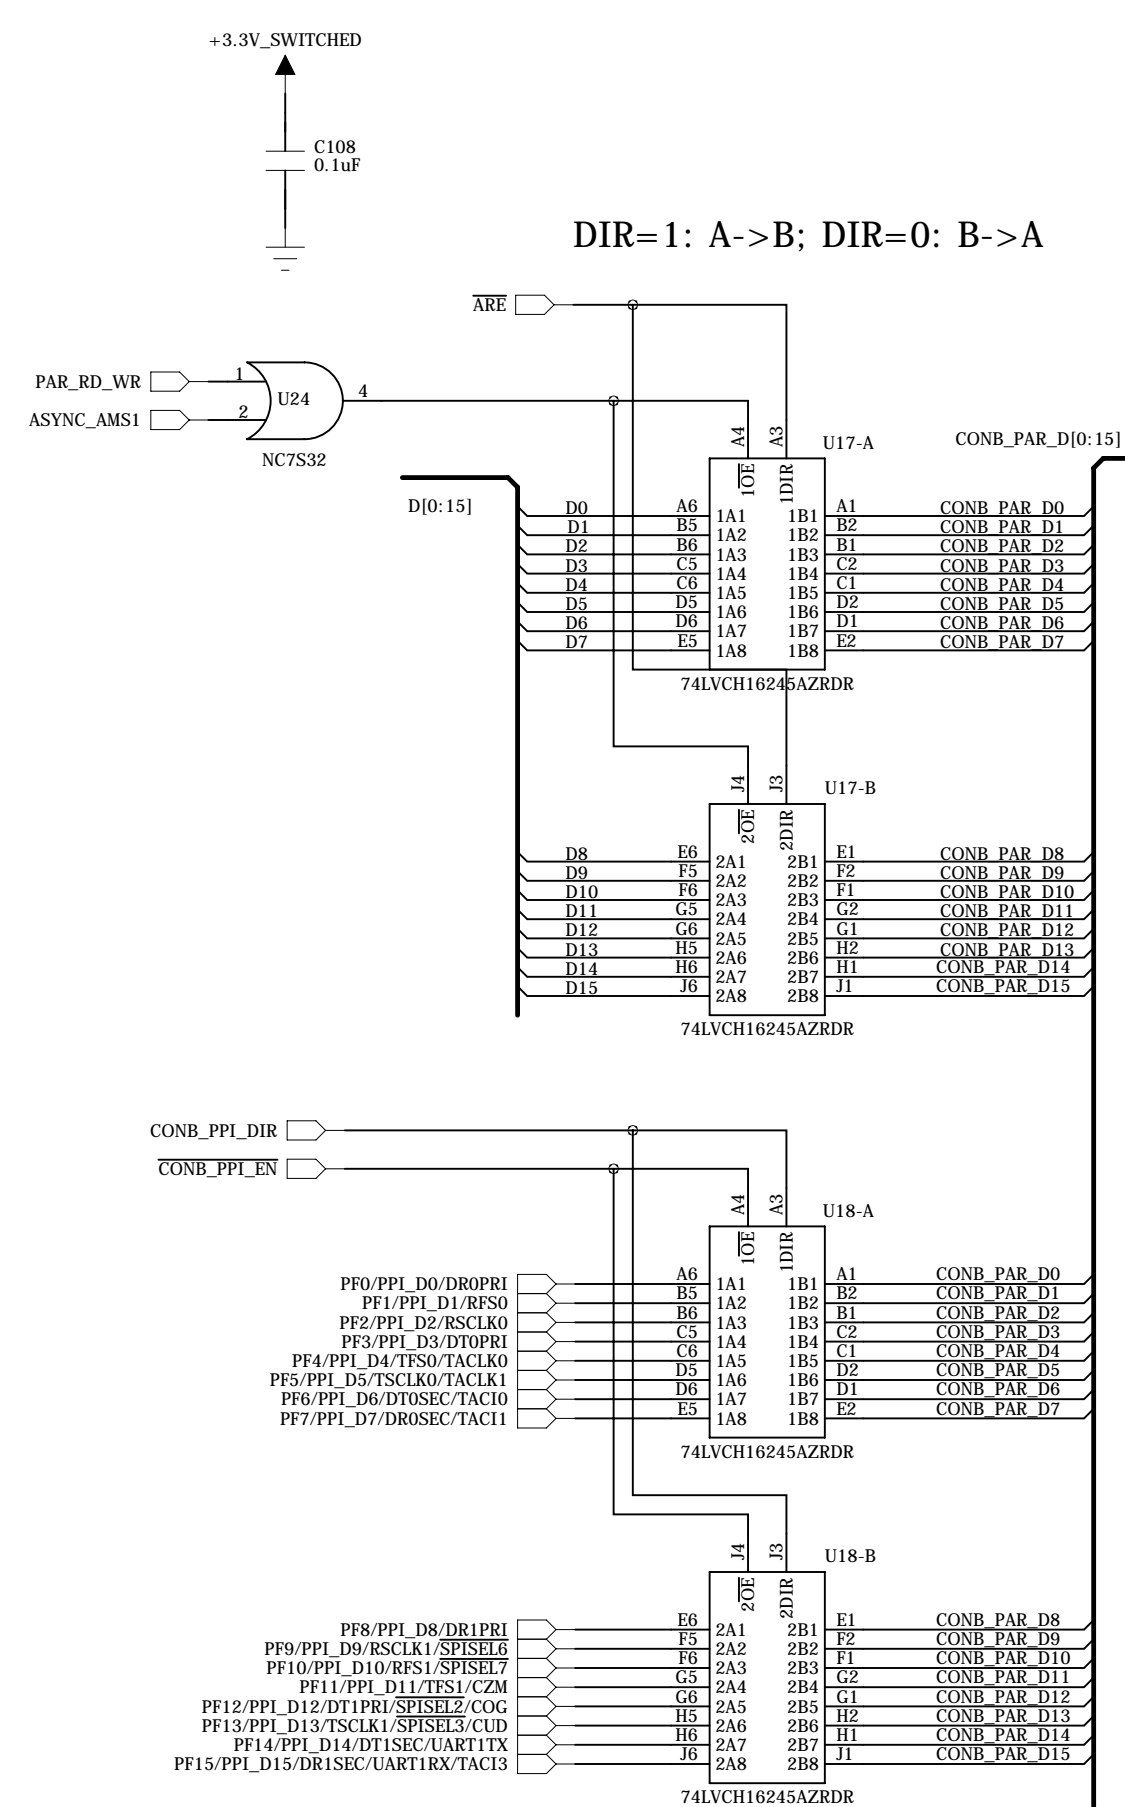 +3.3V_SWITCHED
C108
0.1uF
DIR=1: A->B; DIR=0: B->A
ARE
PAR_RD_WR 1
U24 4
ASYNC_AMS1 2
NC7S32
A4 A3 U17-A
CONB_PAR_D[0:15]
1OE 1DIR
D[0:15]
D0 A6 1A1 1B1 A1 CONB_PAR_D0
D1 B5 1A2 1B2 B2 CONB_PAR_D1
D2 B6 1A3 1B3 B1 CONB_PAR_D2
D3 C5 1A4 1B4 C2 CONB_PAR_D3
D4 C6 1A5 1B5 C1 CONB_PAR_D4
D5 D5 1A6 1B6 D2 CONB_PAR_D5
D6 D6 1A7 1B7 D1 CONB_PAR_D6
D7 E5 1A8 1B8 E2 CONB_PAR_D7
74LVCH16245AZRDR
J4 J3 U17-B
2OE 2DIR
D8 E6 2A1 2B1 E1 CONB_PAR_D8
D9 F5 2A2 2B2 F2 CONB_PAR_D9
D10 F6 2A3 2B3 F1 CONB_PAR_D10
D11 G5 2A4 2B4 G2 CONB_PAR_D11
D12 G6 2A5 2B5 G1 CONB_PAR_D12
D13 H5 2A6 2B6 H2 CONB_PAR_D13
D14 H6 2A7 2B7 H1 CONB_PAR_D14
D15 J6 2A8 2B8 J1 CONB_PAR_D15
74LVCH16245AZRDR
CONB_PPI_DIR
CONB_PPI_EN
A4 A3 U18-A
1OE 1DIR
PF0/PPI_D0/DR0PRI A6 1A1 1B1 A1 CONB_PAR_D0
PF1/PPI_D1/RFS0 B5 1A2 1B2 B2 CONB_PAR_D1
PF2/PPI_D2/RSCLK0 B6 1A3 1B3 B1 CONB_PAR_D2
PF3/PPI_D3/DT0PRI C5 1A4 1B4 C2 CONB_PAR_D3
PF4/PPI_D4/TFS0/TACLK0 C6 1A5 1B5 C1 CONB_PAR_D4
PF5/PPI_D5/TSCLK0/TACLK1 D5 1A6 1B6 D2 CONB_PAR_D5
PF6/PPI_D6/DT0SEC/TACI0 D6 1A7 1B7 D1 CONB_PAR_D6
PF7/PPI_D7/DR0SEC/TACI1 E5 1A8 1B8 E2 CONB_PAR_D7
74LVCH16245AZRDR
J4 J3 U18-B
2OE 2DIR
PF8/PPI_D8/DR1PRI E6 2A1 2B1 E1 CONB_PAR_D8
PF9/PPI_D9/RSCLK1/SPISEL6 F5 2A2 2B2 F2 CONB_PAR_D9
PF10/PPI_D10/RFS1/SPISEL7 F6 2A3 2B3 F1 CONB_PAR_D10
PF11/PPI_D11/TFS1/CZM G5 2A4 2B4 G2 CONB_PAR_D11
PF12/PPI_D12/DT1PRI/SPISEL2/COG G6 2A5 2B5 G1 CONB_PAR_D12
PF13/PPI_D13/TSCLK1/SPISEL3/CUD H5 2A6 2B6 H2 CONB_PAR_D13
PF14/PPI_D14/DT1SEC/UART1TX H6 2A7 2B7 H1 CONB_PAR_D14
PF15/PPI_D15/DR1SEC/UART1RX/TACI3 J6 2A8 2B8 J1 CONB_PAR_D15
74LVCH16245AZRDR